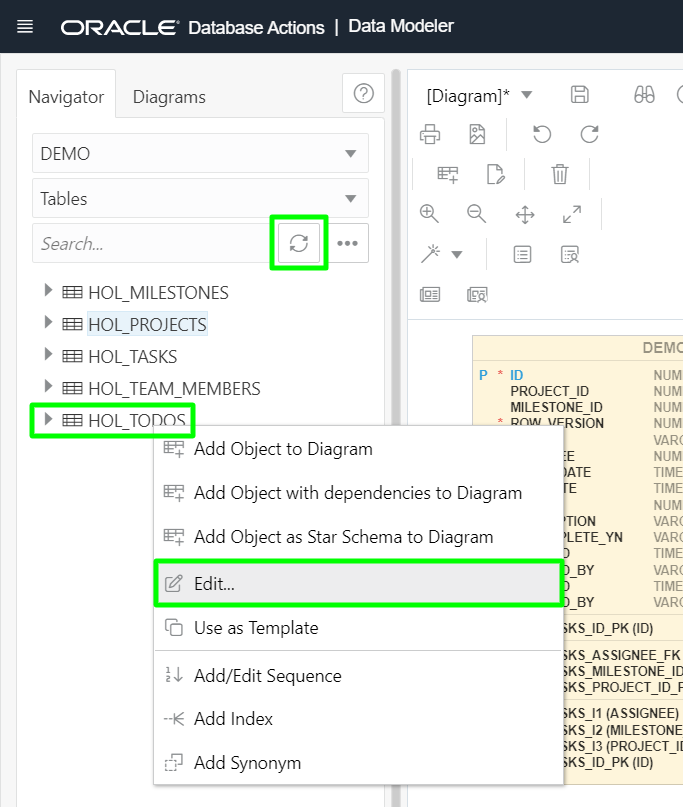 ORACLE Database Actions | Data Modeler
Navigator
Diagrams
[Diagram]*
DEMO
Tables
Search...
HOL_MILESTONES
HOL_PROJECTS
HOL_TASKS
HOL_TEAM_MEMBERS
HOL_TODOS
Add Object to Diagram
Add Object with dependencies to Diagram
Add Object as Star Schema to Diagram
Edit...
Use as Template
Add/Edit Sequence
Add Index
Add Synonym
DEMO
P * ID NUM
PROJECT_ID NUM
MILESTONE_ID NUM
* ROW_VERSION NUM
VARC
EE NUM
DATE TIME
TE TIME
NUM
PTION VARC
PLETE_YN VARC
D TIME
D_BY VARC
D TIME
D_BY VARC
SKS_ID_PK (ID)
SKS_ASSIGNEE_FK
SKS_MILESTONE_ID
SKS_PROJECT_ID_F
SKS_I1 (ASSIGNEE)
SKS_I2 (MILESTONE
SKS_I3 (PROJECT_ID
SKS_ID_PK (ID)